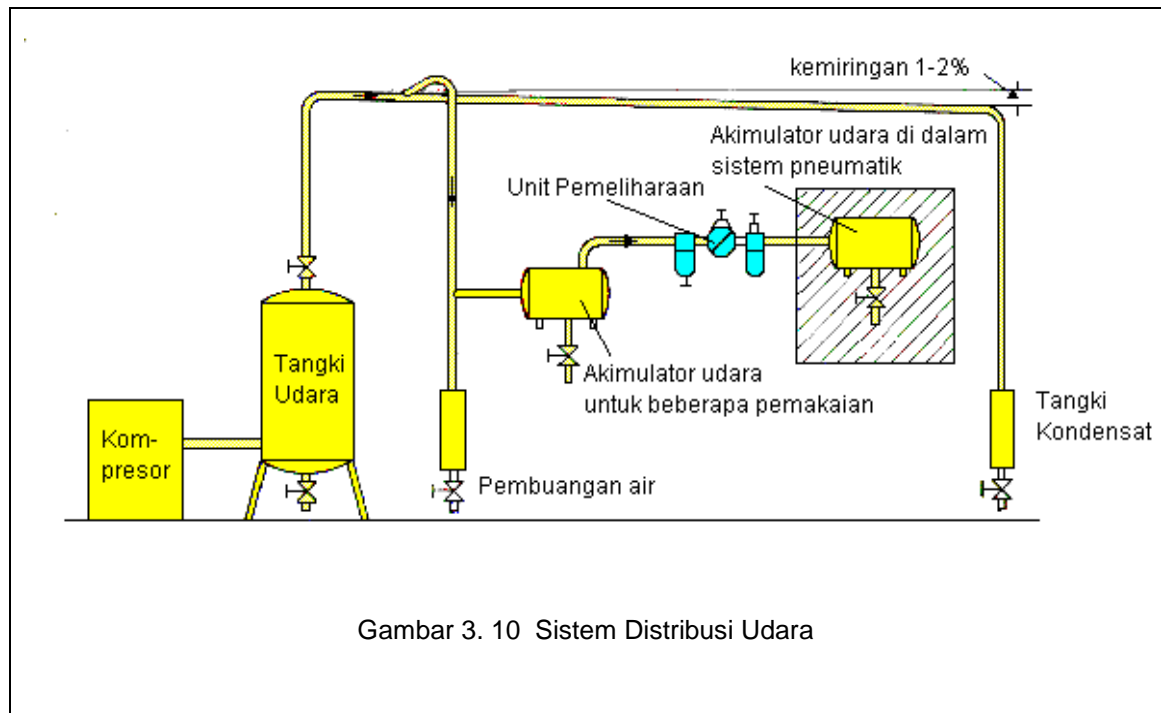 kemiringan 1-2%
Akimulator udara di dalam
sistem pneumatik
Unit Pemeliharaan
Tangki
Udara
Akimulator udara
untuk beberapa pemakaian
Tangki
Kondensat
Kom-
presor
Pembuangan air
Gambar 3. 10 Sistem Distribusi Udara